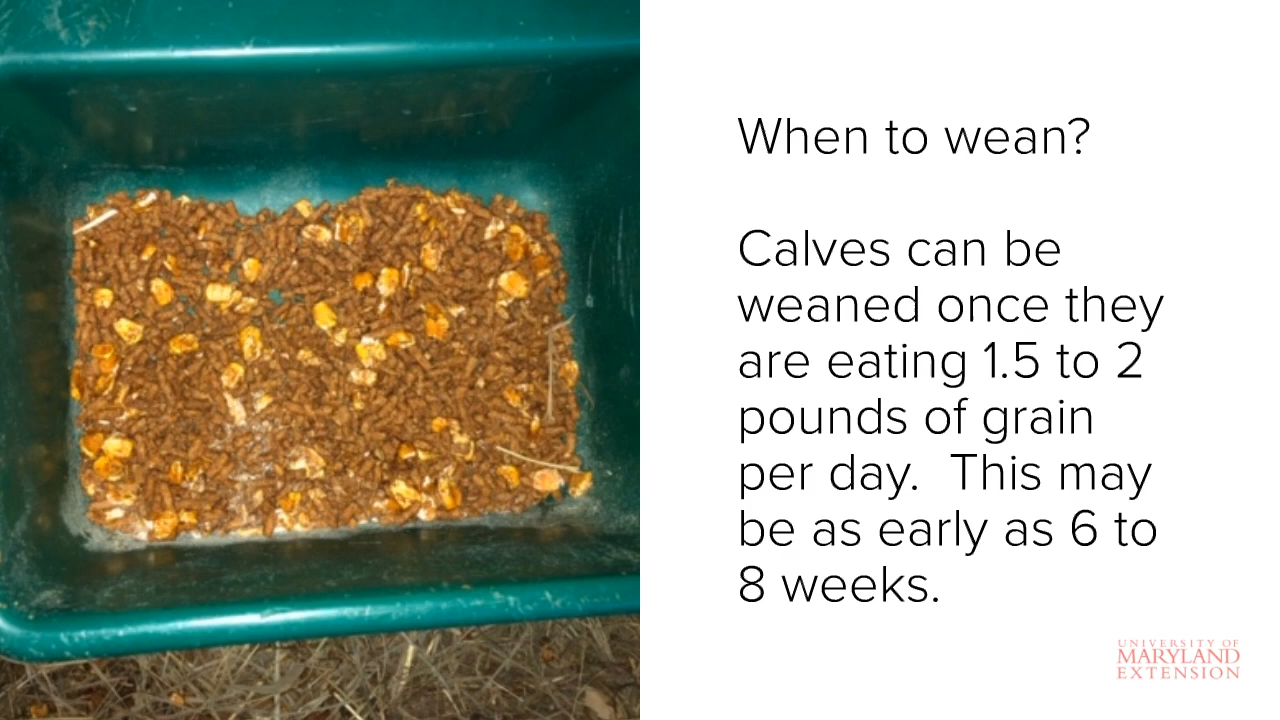 When to wean?
Calves can be
weaned once they
are eating 1.5 to 2
pounds of grain
per day.  This may
be as early as 6 to
8 weeks.
UNIVERSITY OF
MARYLAND
EXTENSION